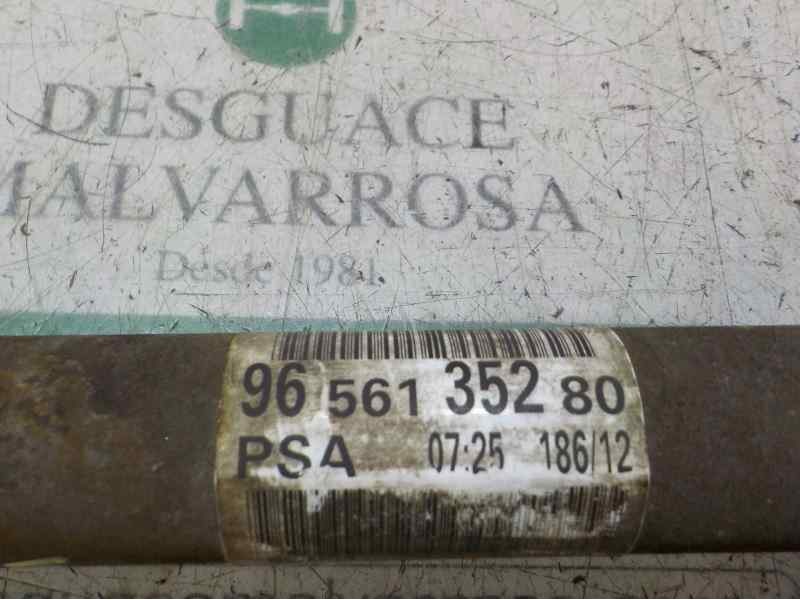 DESGUACE
MALVARROSA
Desde 1981
96 561 352 80
PSA 07:25 186/12